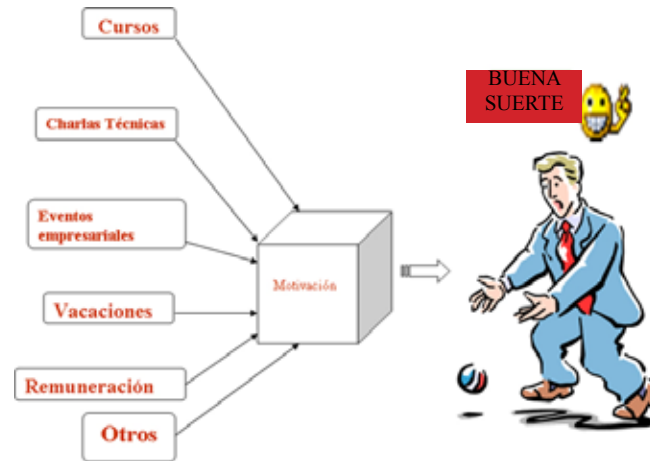 Cursos
BUENA
SUERTE
Charlas Técnicas
Eventos
empresariales
Motivación
Vacaciones
Remuneración
Otros